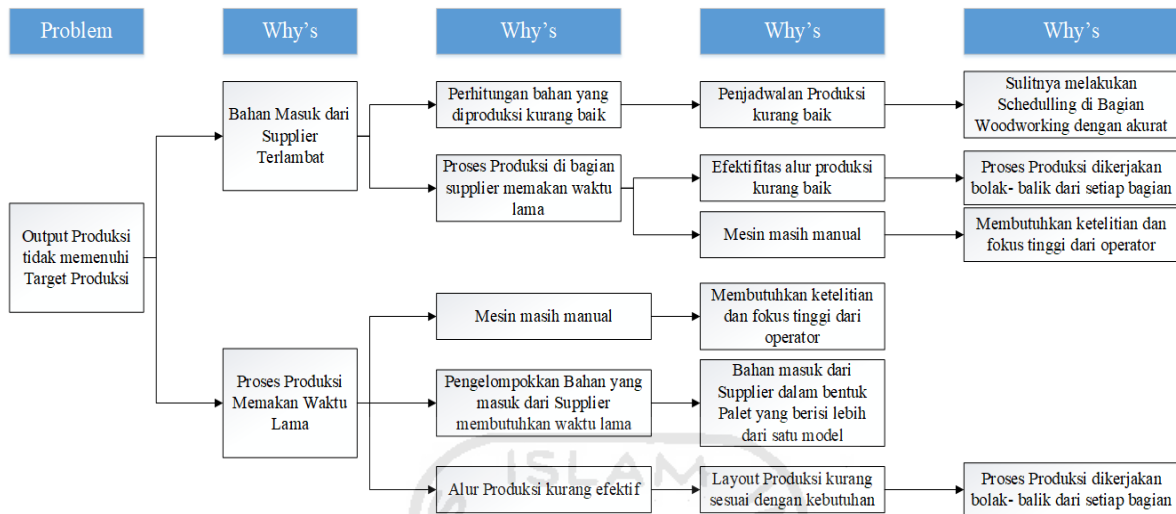 Problem
Why's
Why's
Why's
Why's
Output Produksi
tidak memenuhi
Target Produksi
Bahan Masuk dari
Supplier
Terlambat
Perhitungan bahan yang
diproduksi kurang baik
Penjadwalan Produksi
kurang baik
Sulitnya melakukan
Schedulling di Bagian
Woodworking dengan akurat
Proses Produksi di bagian
supplier memakan waktu
lama
Efektifitas alur produksi
kurang baik
Proses Produksi dikerjakan
bolak- balik dari setiap bagian
Mesin masih manual
Membutuhkan ketelitian dan
fokus tinggi dari operator
Proses Produksi
Memakan Waktu
Lama
Mesin masih manual
Membutuhkan ketelitian
dan fokus tinggi dari
operator
Pengelompokkan Bahan yang
masuk dari Supplier
membutuhkan waktu lama
Bahan masuk dari
Supplier dalam bentuk
Palet yang berisi lebih
dari satu model
Alur Produksi kurang efektif
Layout Produksi kurang
sesuai dengan kebutuhan
Proses Produksi dikerjakan
bolak- balik dari setiap bagian
ISLAM